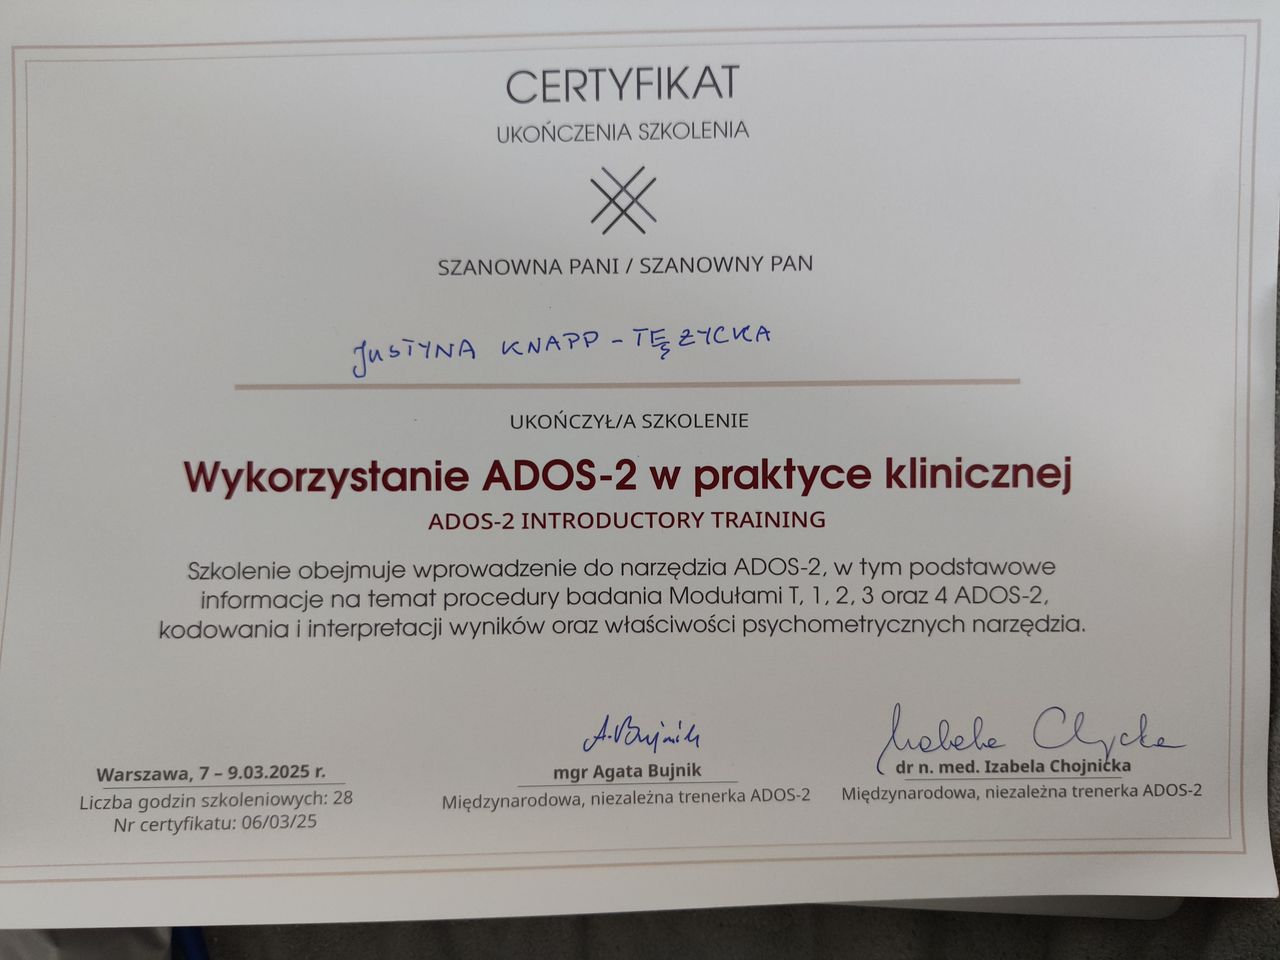 CERTYFIKAT
UKOŃCZENIA SZKOLENIA
SZANOWNA PANI / SZANOWNY PAN
JUSTYNA KNAPP - TĘŻYCKA
UKOŃCZYŁ/A SZKOLENIE
Wykorzystanie ADOS-2 w praktyce klinicznej
ADOS-2 INTRODUCTORY TRAINING
Szkolenie obejmuje wprowadzenie do narzędzia ADOS-2, w tym podstawowe
informacje na temat procedury badania Modułami T, 1, 2, 3 oraz 4 ADOS-2,
kodowania i interpretacji wyników oraz właściwości psychometrycznych narzędzia.
Warszawa, 7 – 9.03.2025 r.
Liczba godzin szkoleniowych: 28
Nr certyfikatu: 06/03/25
A. Bujnik
mgr Agata Bujnik
Międzynarodowa, niezależna trenerka ADOS-2
Izabela Chojnicka
dr n. med. Izabela Chojnicka
Międzynarodowa, niezależna trenerka ADOS-2